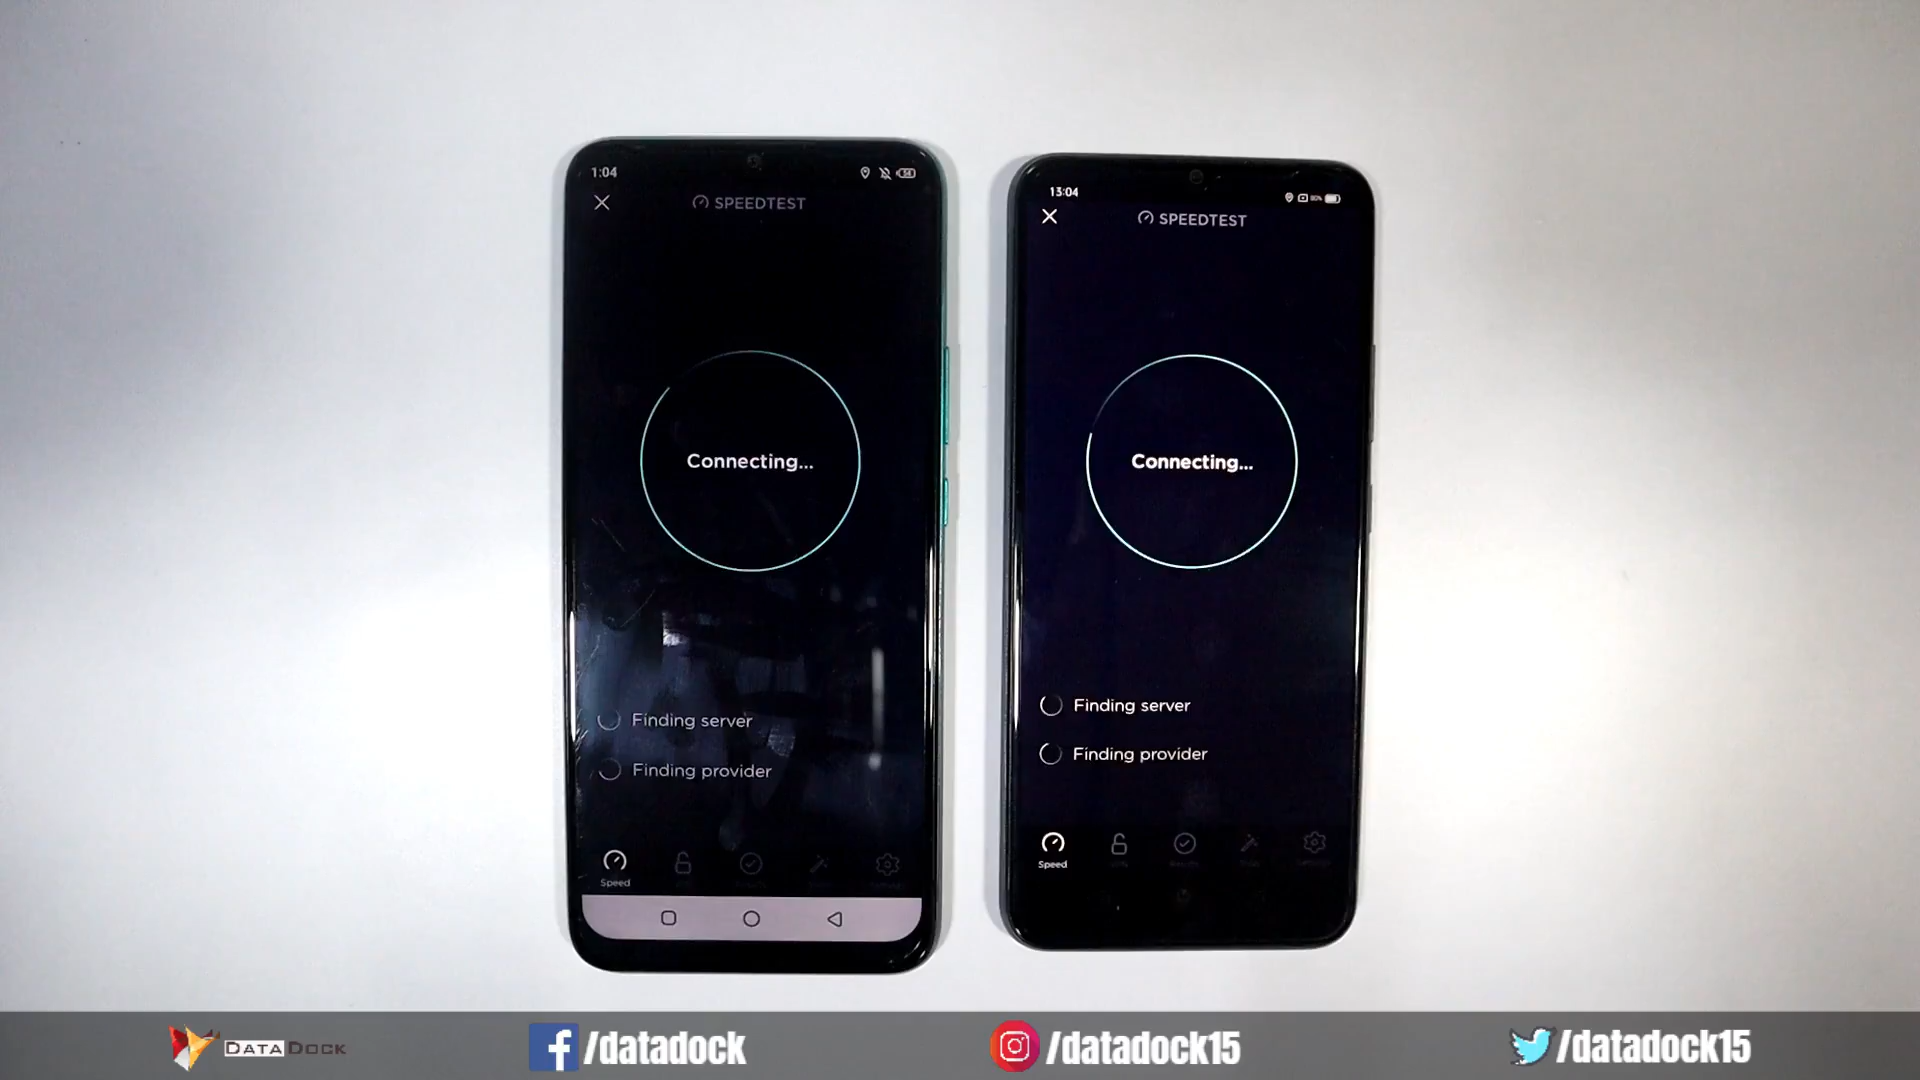 1:04
SPEEDTEST
Connecting...
Finding server
Finding provider
Speed
13:04
SPEEDTEST
Connecting...
Finding server
Finding provider
Speed
DATA DOCK
/datadock
/datadock15
/datadock15